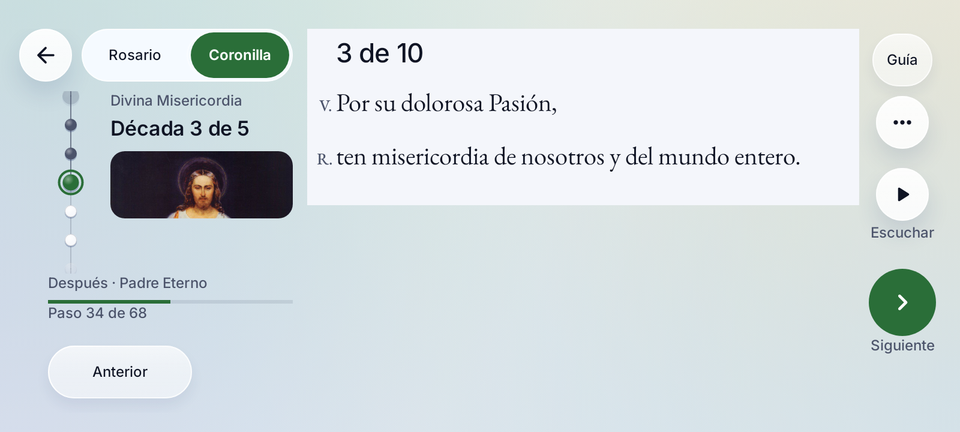 Rosario
Coronilla
Divina Misericordia
Década 3 de 5
Después · Padre Eterno
Paso 34 de 68
Anterior
3 de 10
V. Por su dolorosa Pasión,
R. ten misericordia de nosotros y del mundo entero.
Guía
Escuchar
Siguiente